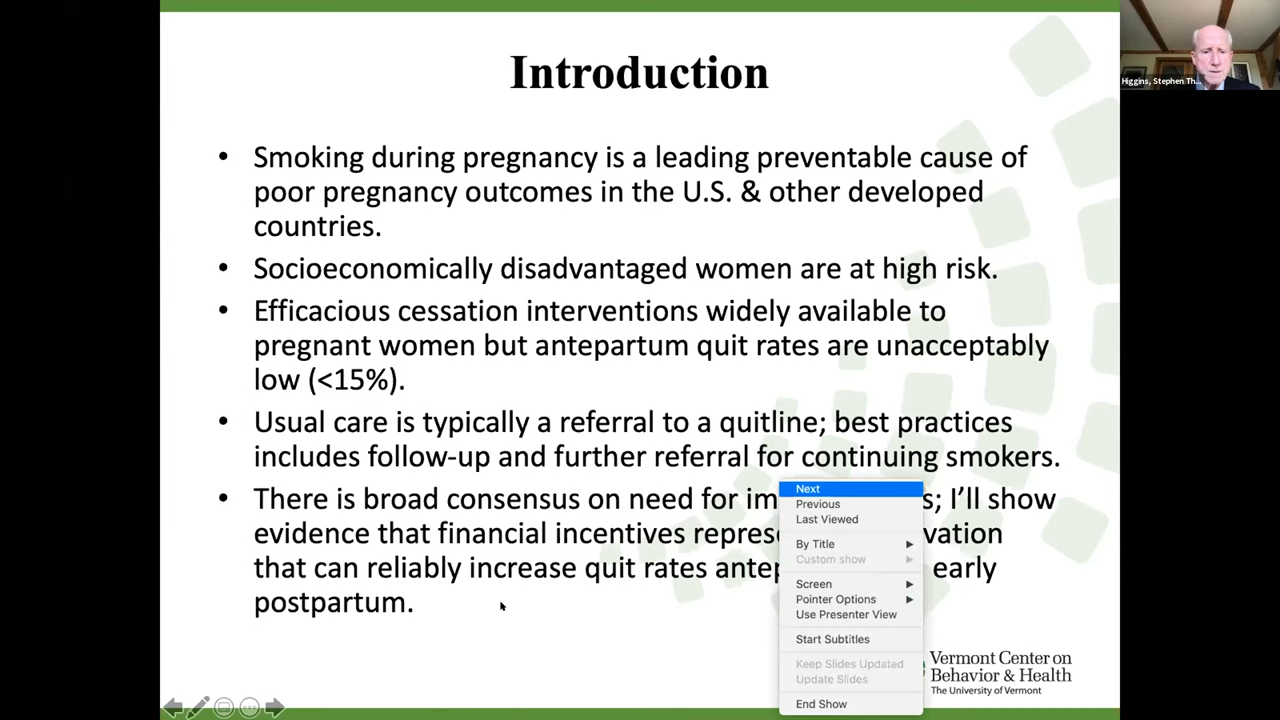 Introduction
Higgins, Stephen Th...
• Smoking during pregnancy is a leading preventable cause of
poor pregnancy outcomes in the U.S. & other developed
countries.
• Socioeconomically disadvantaged women are at high risk.
• Efficacious cessation interventions widely available to
pregnant women but antepartum quit rates are unacceptably
low (<15%).
• Usual care is typically a referral to a quitline; best practices
includes follow-up and further referral for continuing smokers.
• There is broad consensus on need for I’ll show
evidence that financial incentives
that can reliably increase quit rates early
postpartum.
Next
Previous
Last Viewed
By Title
Custom show
Screen
Pointer Options
Use Presenter View
Start Subtitles
Keep Slides Updated
Update Slides
End Show
Vermont Center on
Behavior & Health
The University of Vermont